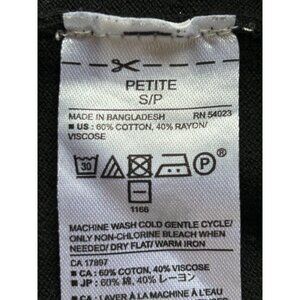 PETITE
S/P
MADE IN BANGLADESH RN 54023
■ US : 60% COTTON, 40% RAYON/
VISCOSE
30 P
1166
MACHINE WASH COLD GENTLE CYCLE/
ONLY NON-CHLORINE BLEACH WHEN
NEEDED/ DRY FLAT/ WARM IRON
CA 17897
■ CA : 60% COTTON, 40% VISCOSE
■ JP : 60% 綿, 40% レーヨン
■ CA : LAVER À LA MACHINE À L'EAU